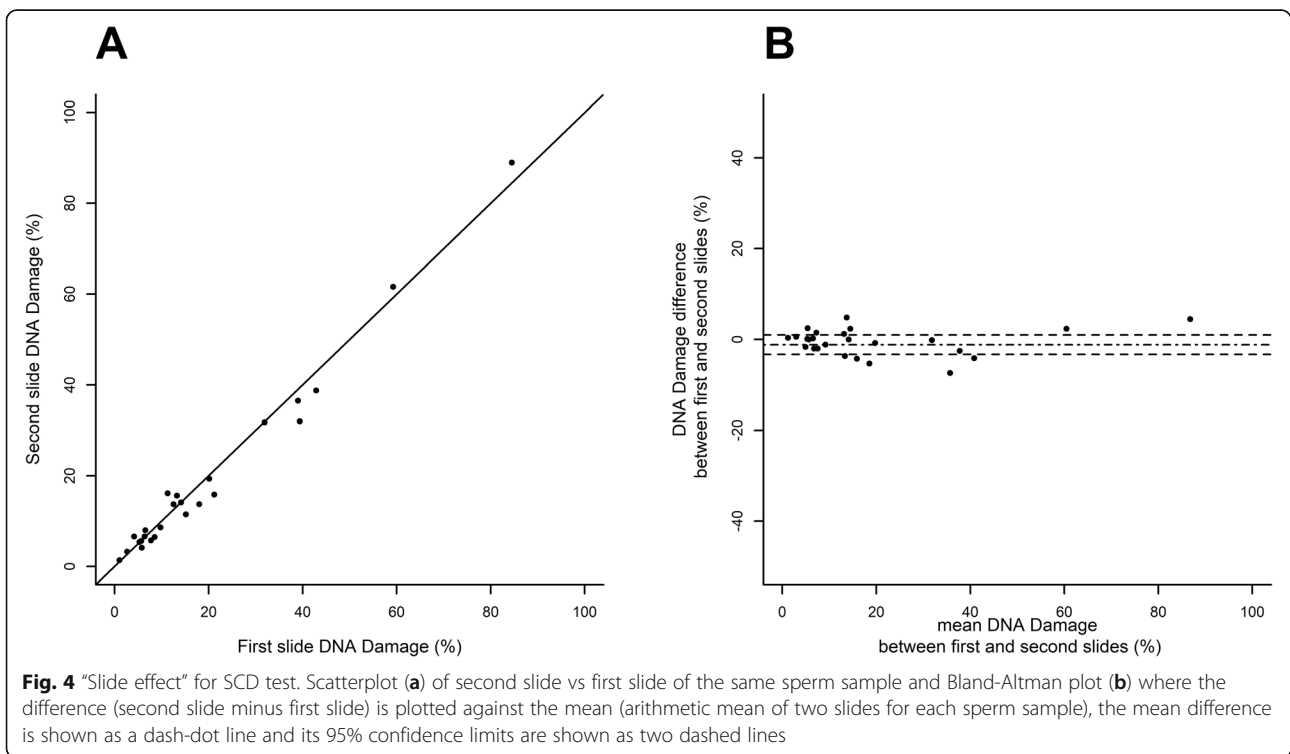 A
100
80
60
40
20
0
Second slide DNA Damage (%)
0 20 40 60 80 100
First slide DNA Damage (%)
B
40
20
0
-20
-40
DNA Damage difference
between first and second slides (%)
0 20 40 60 80 100
mean DNA Damage
between first and second slides (%)
Fig. 4 “Slide effect” for SCD test. Scatterplot (a) of second slide vs first slide of the same sperm sample and Bland-Altman plot (b) where the
difference (second slide minus first slide) is plotted against the mean (arithmetic mean of two slides for each sperm sample), the mean difference
is shown as a dash-dot line and its 95% confidence limits are shown as two dashed lines